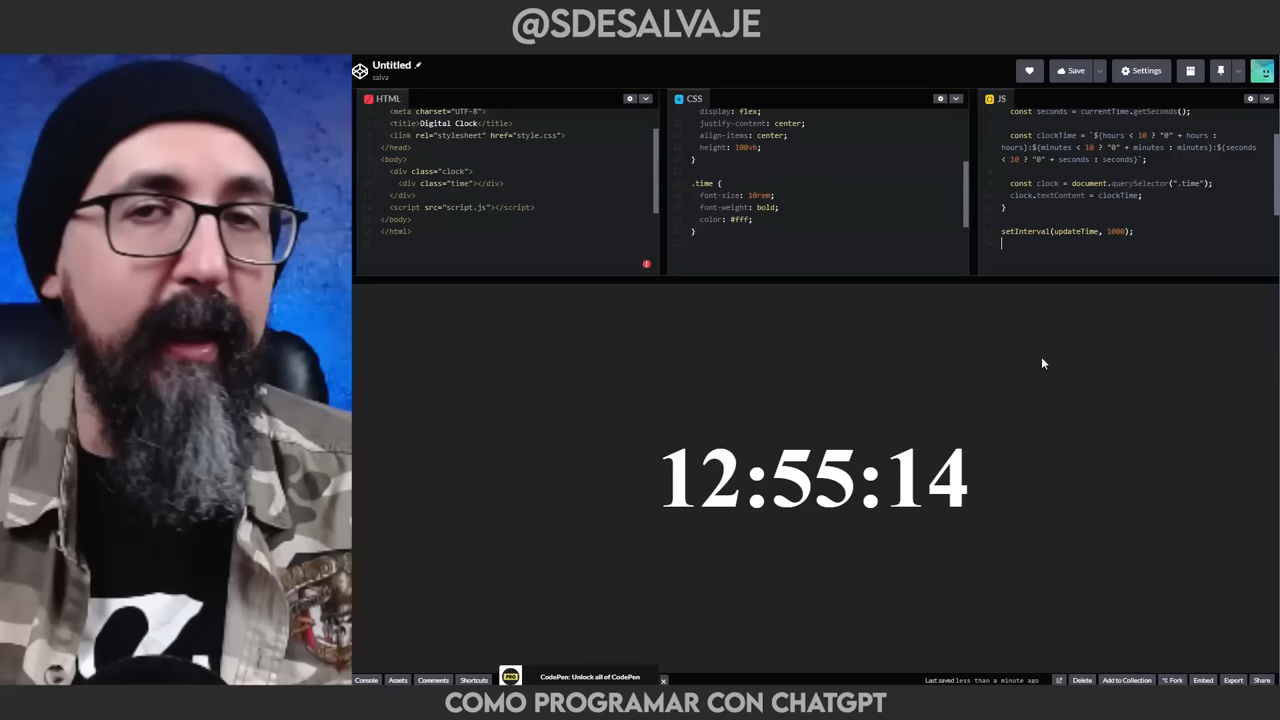 @SDESALVAJE
Untitled
salva
Save
Settings
HTML
<meta charset="UTF-8">
<title>Digital Clock</title>
<link rel="stylesheet" href="style.css">
</head>
<body>
<div class="clock">
<div class="time"></div>
</div>
<script src="script.js"></script>
</body>
</html>
CSS
display: flex;
justify-content: center;
align-items: center;
height: 100vh;
}
.time {
font-size: 10rem;
font-weight: bold;
color: #fff;
}
JS
const seconds = currentTime.getSeconds();
const clockTime = `${hours < 10 ? "0" + hours :
hours}:${minutes < 10 ? "0" + minutes : minutes}:${seconds
< 10 ? "0" + seconds : seconds}`;
const clock = document.querySelector(".time");
clock.textContent = clockTime;
}
setInterval(updateTime, 1000);
12:55:14
Console
Assets
Comments
Shortcuts
PRO
CodePen: Unlock all of CodePen
Last saved less than a minute ago
Delete
Add to Collection
Fork
Embed
Export
Share
COMO PROGRAMAR CON CHATGPT